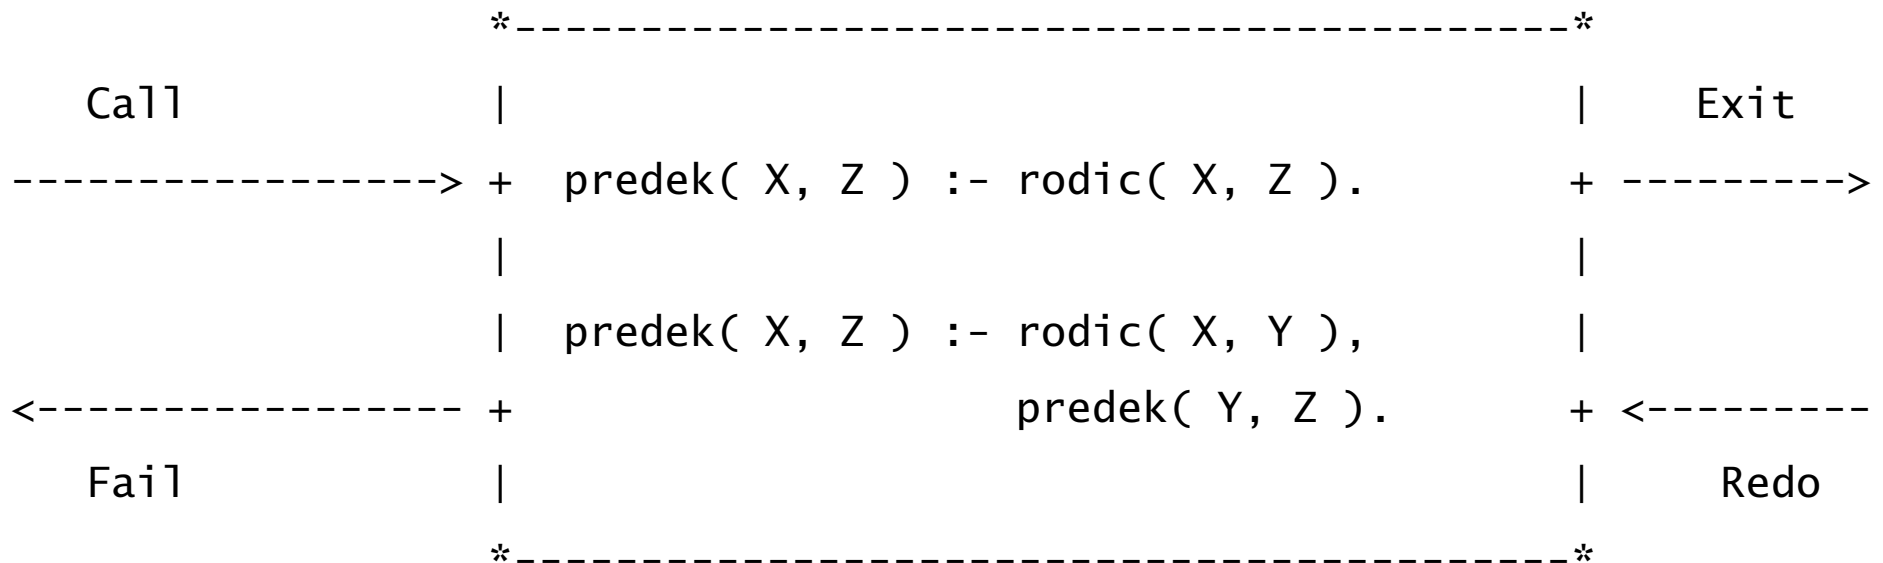 *------------------------------------------*
Call | | Exit
-----------------> + predek( X, Z ) :- rodic( X, Z ). + --------->
| |
| predek( X, Z ) :- rodic( X, Y ), |
<----------------- + predek( Y, Z ). + <---------
Fail | | Redo
*------------------------------------------*